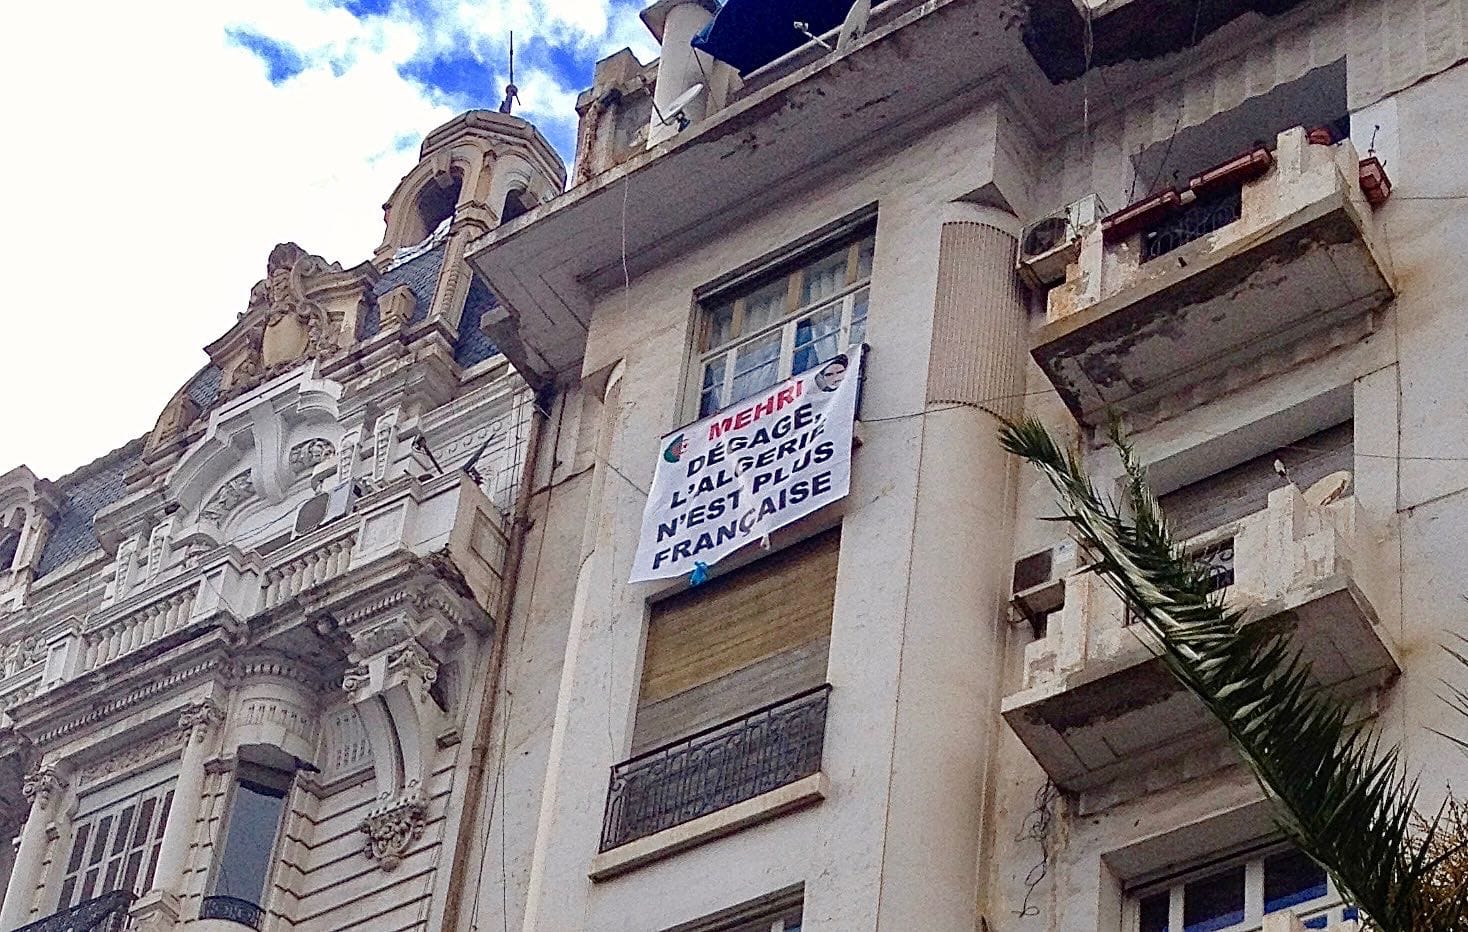 MEHRI
DÉGAGE,
L'ALGERIE
N'EST PLUS
FRANÇAISE